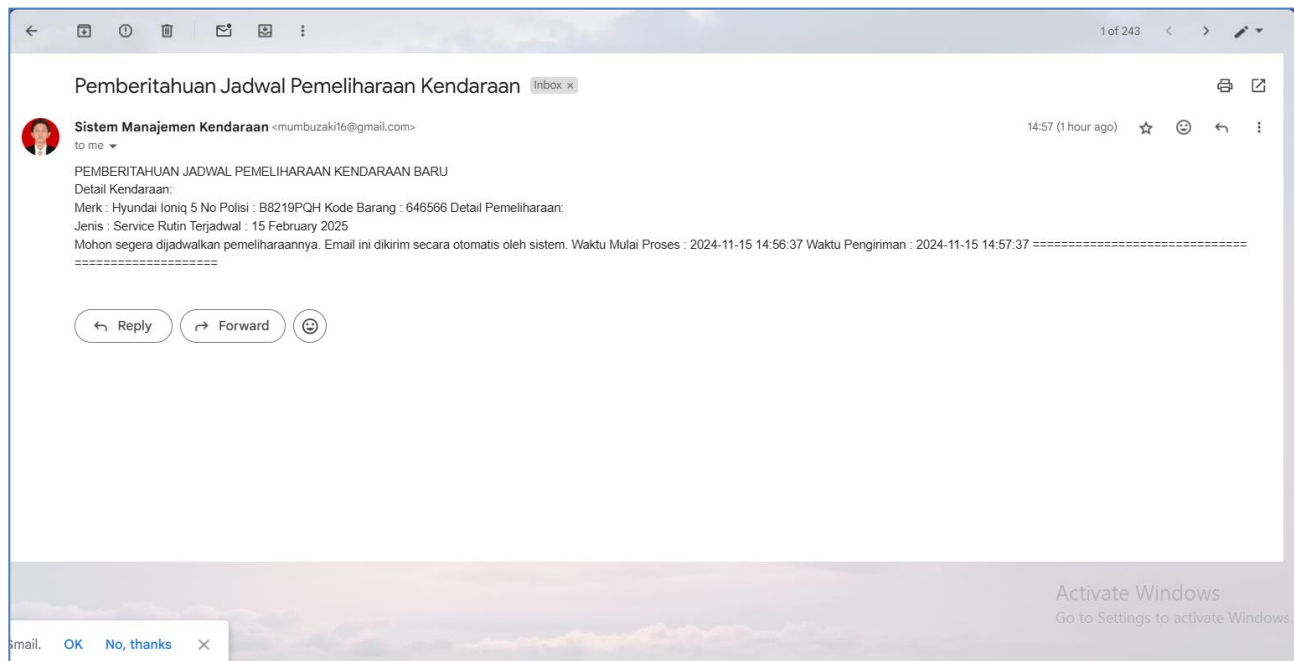 1 of 243
Pemberitahuan Jadwal Pemeliharaan Kendaraan Inbox ×
Sistem Manajemen Kendaraan <mumbuzaki16@gmail.com>
14:57 (1 hour ago)
to me
PEMBERITAHUAN JADWAL PEMELIHARAAN KENDARAAN BARU
Detail Kendaraan:
Merk : Hyundai Ioniq 5 No Polisi : B8219PQH Kode Barang : 646566 Detail Pemeliharaan:
Jenis : Service Rutin Terjadwal : 15 February 2025
Mohon segera dijadwalkan pemeliharaannya. Email ini dikirim secara otomatis oleh sistem. Waktu Mulai Proses : 2024-11-15 14:56:37 Waktu Pengiriman : 2024-11-15 14:57:37 ==============================
====================
Reply Forward
Activate Windows
Go to Settings to activate Windows.
Gmail. OK No, thanks ×